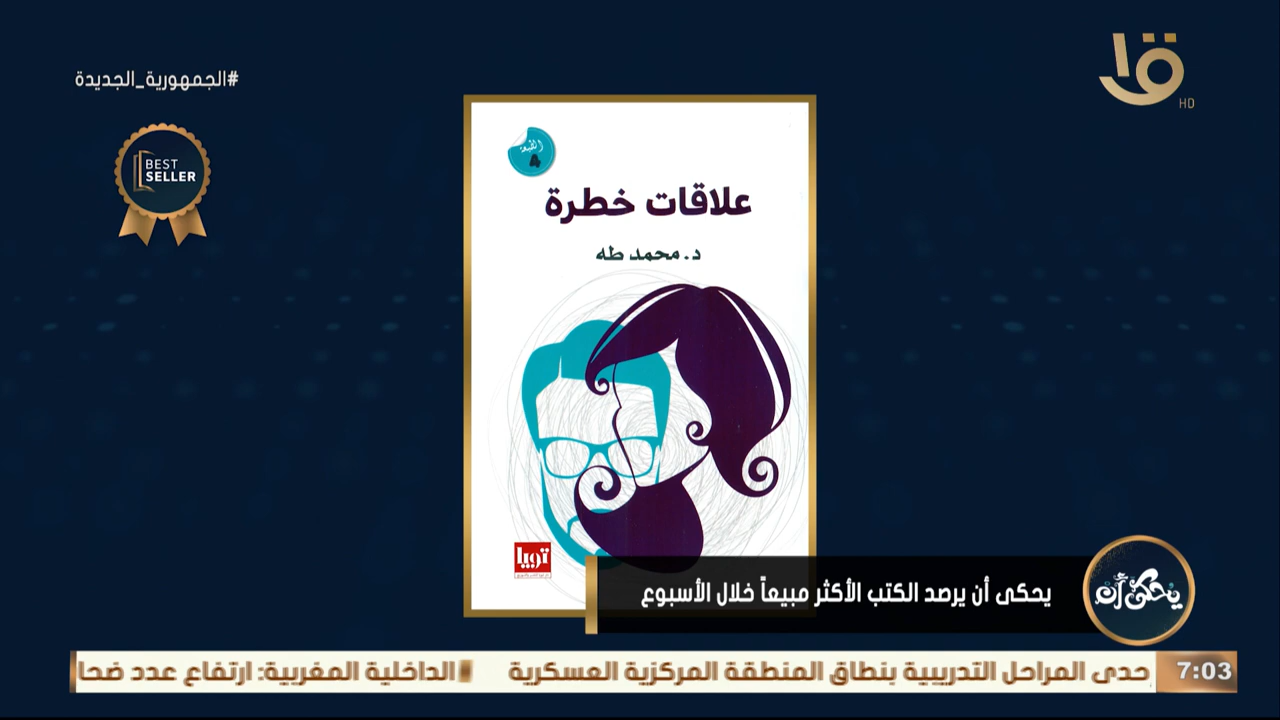 #الجمهورية_الجديدة
HD
BEST
SELLER
الطبعة
4
علاقات خطرة
د. محمد طه
تويا
يحكى أن يرصد الكتب الأكثر مبيعاً خلال الأسبوع
يحكى أن
7:03
حدى المراحل التدريبية بنطاق المنطقة المركزية العسكرية الداخلية المغربية: ارتفاع عدد ضحا